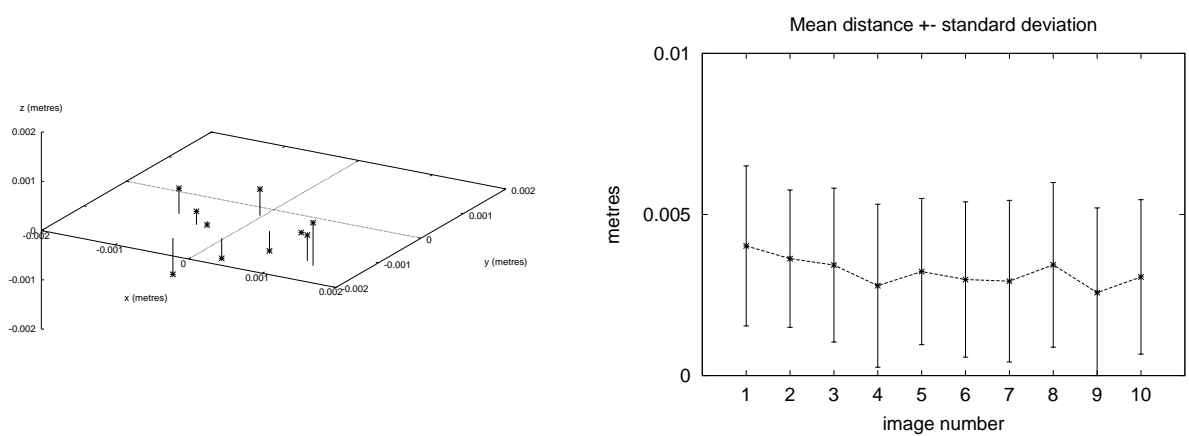 z (metres)
0.002
0.001
0
-0.001
-0.002
-0.002
-0.001
0
0.001
0.002
x (metres)
-0.002
-0.001
0
0.001
0.002
y (metres)
Mean distance +- standard deviation
0.01
0.005
0
metres
1 2 3 4 5 6 7 8 9 10
image number